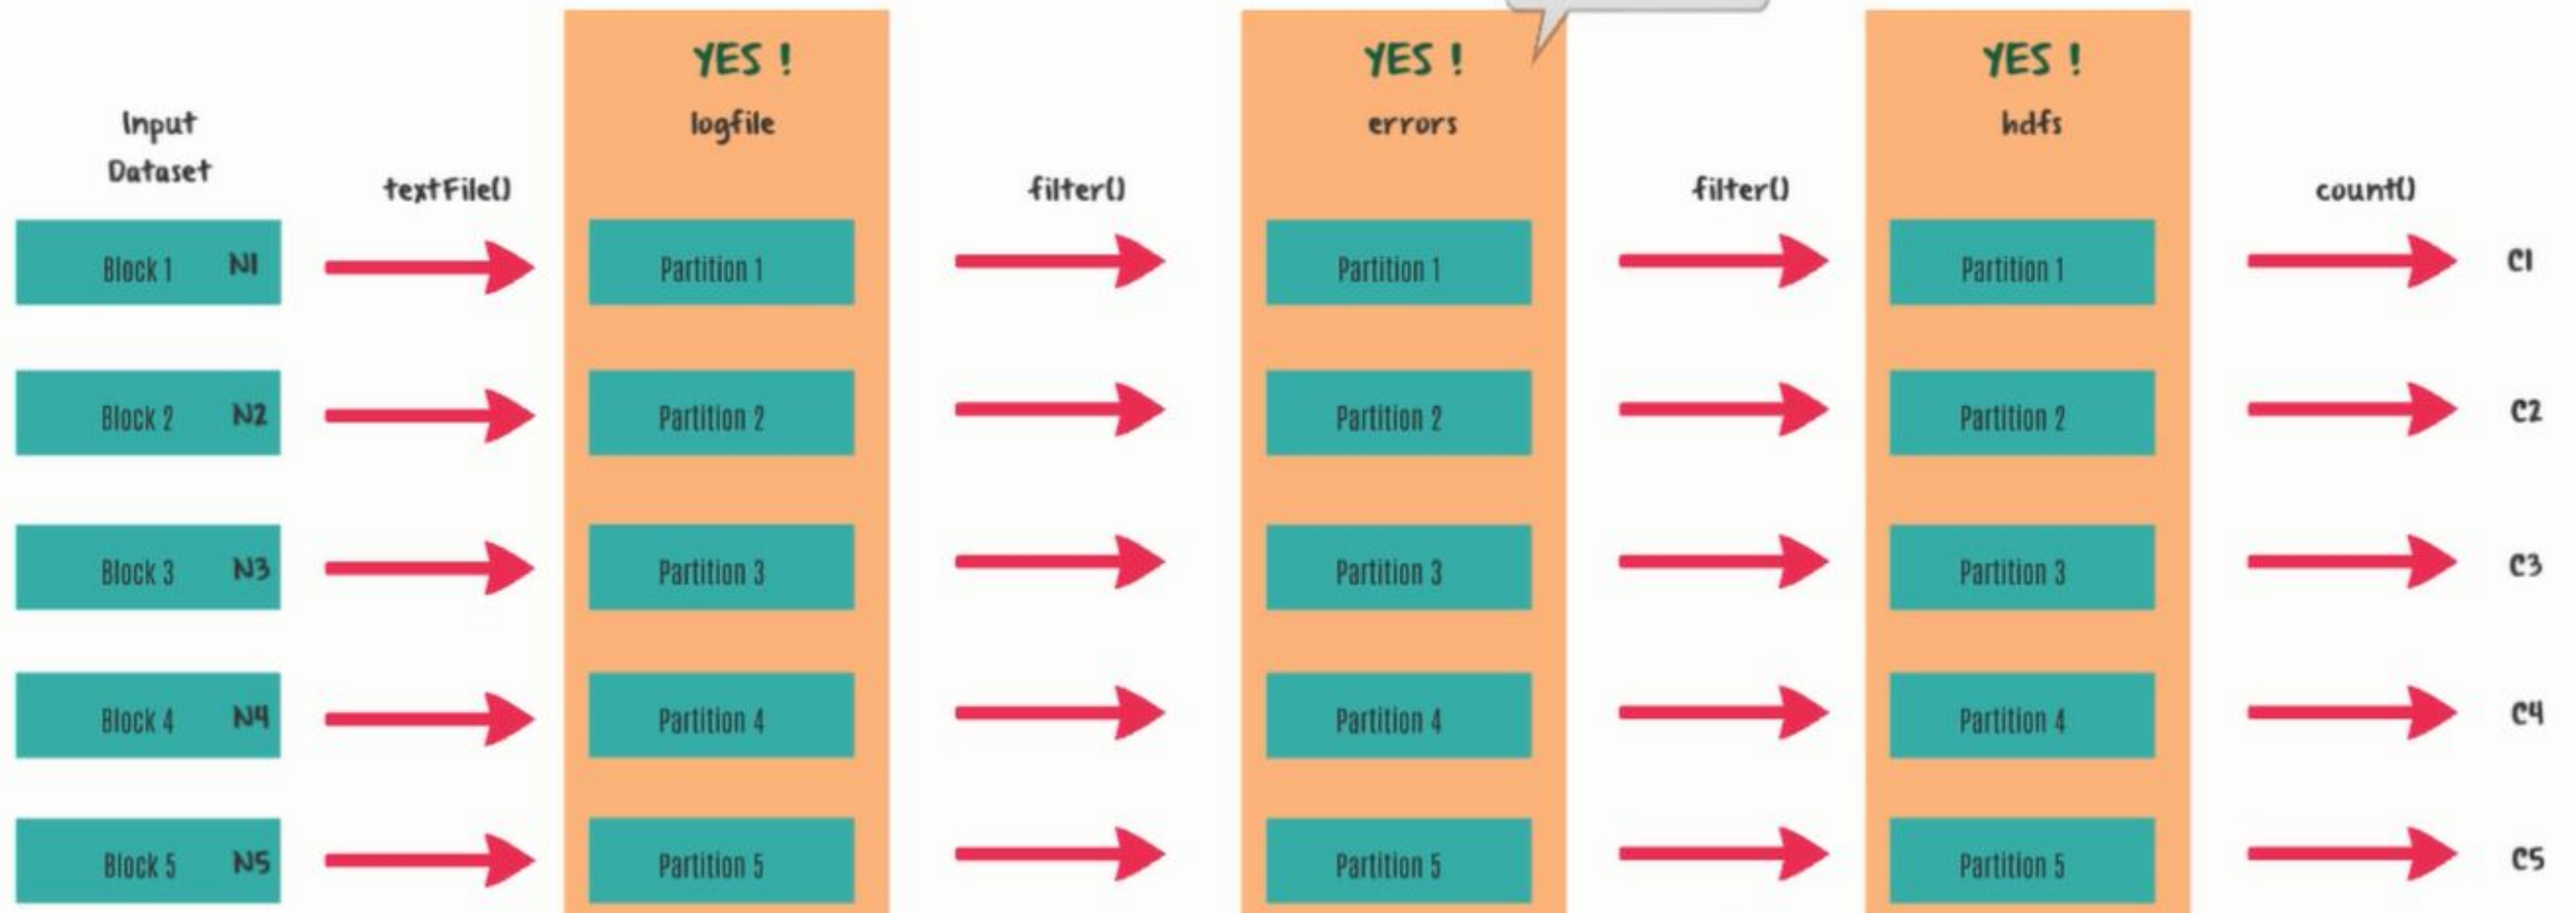 YES !
YES !
YES !
Input
Dataset
logfile
errors
hdfs
textFile()
filter()
filter()
count()
Block 1 N1
Partition 1
Partition 1
Partition 1
C1
Block 2 N2
Partition 2
Partition 2
Partition 2
C2
Block 3 N3
Partition 3
Partition 3
Partition 3
C3
Block 4 N4
Partition 4
Partition 4
Partition 4
C4
Block 5 N5
Partition 5
Partition 5
Partition 5
C5